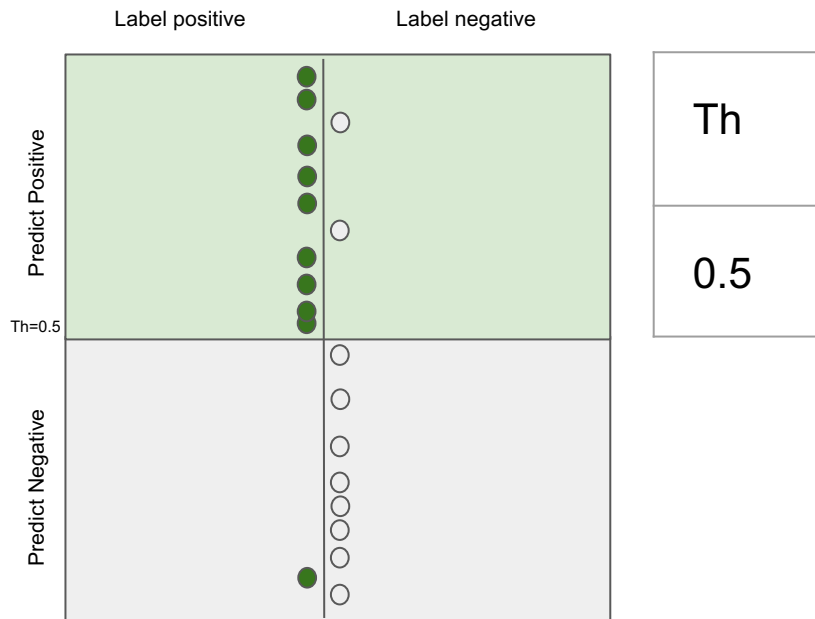 Label positive
Label negative
Predict Positive
Th=0.5
Predict Negative
Th
0.5